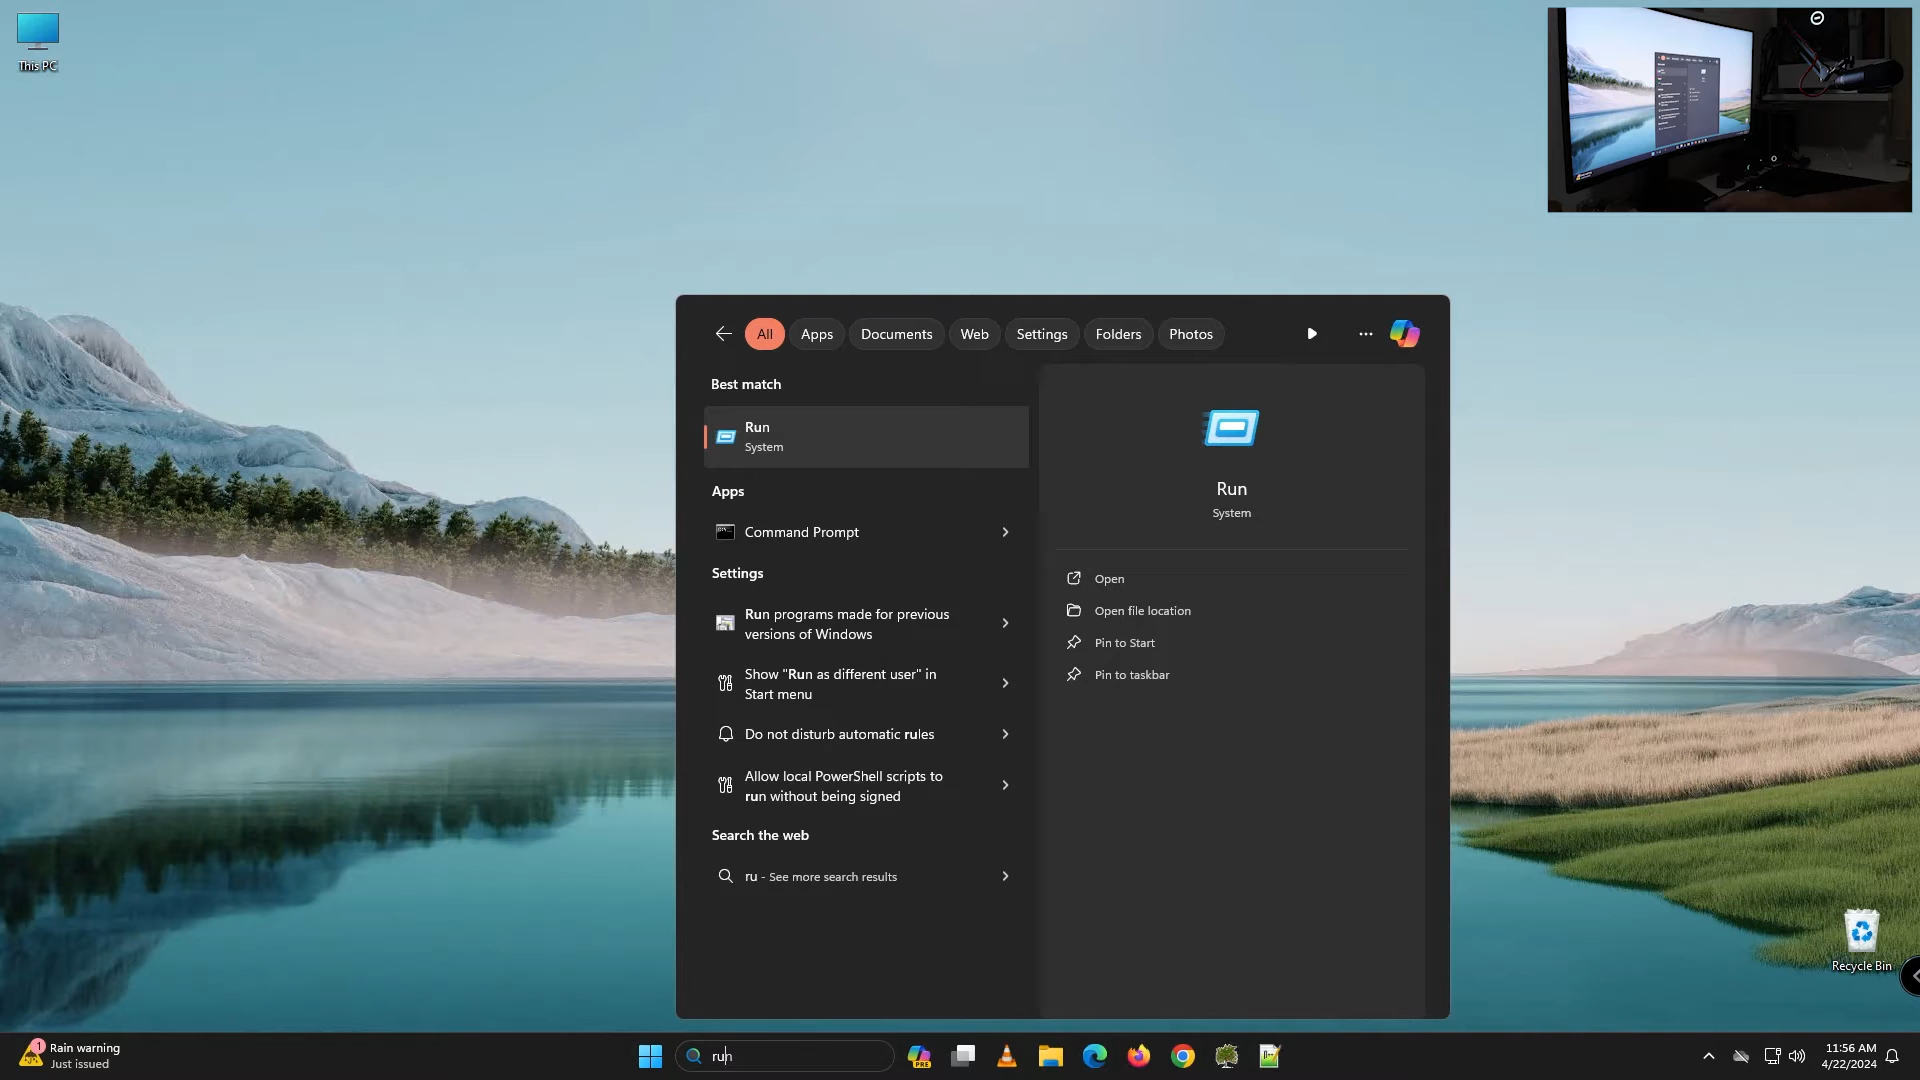 This PC
All
Apps
Documents
Web
Settings
Folders
Photos
Best match
Run
System
Apps
Command Prompt
Settings
Run programs made for previous
versions of Windows
Show "Run as different user" in
Start menu
Do not disturb automatic rules
Allow local PowerShell scripts to
run without being signed
Search the web
ru - See more search results
Run
System
Open
Open file location
Pin to Start
Pin to taskbar
Recycle Bin
1
Rain warning
Just issued
run
PRE
11:56 AM
4/22/2024